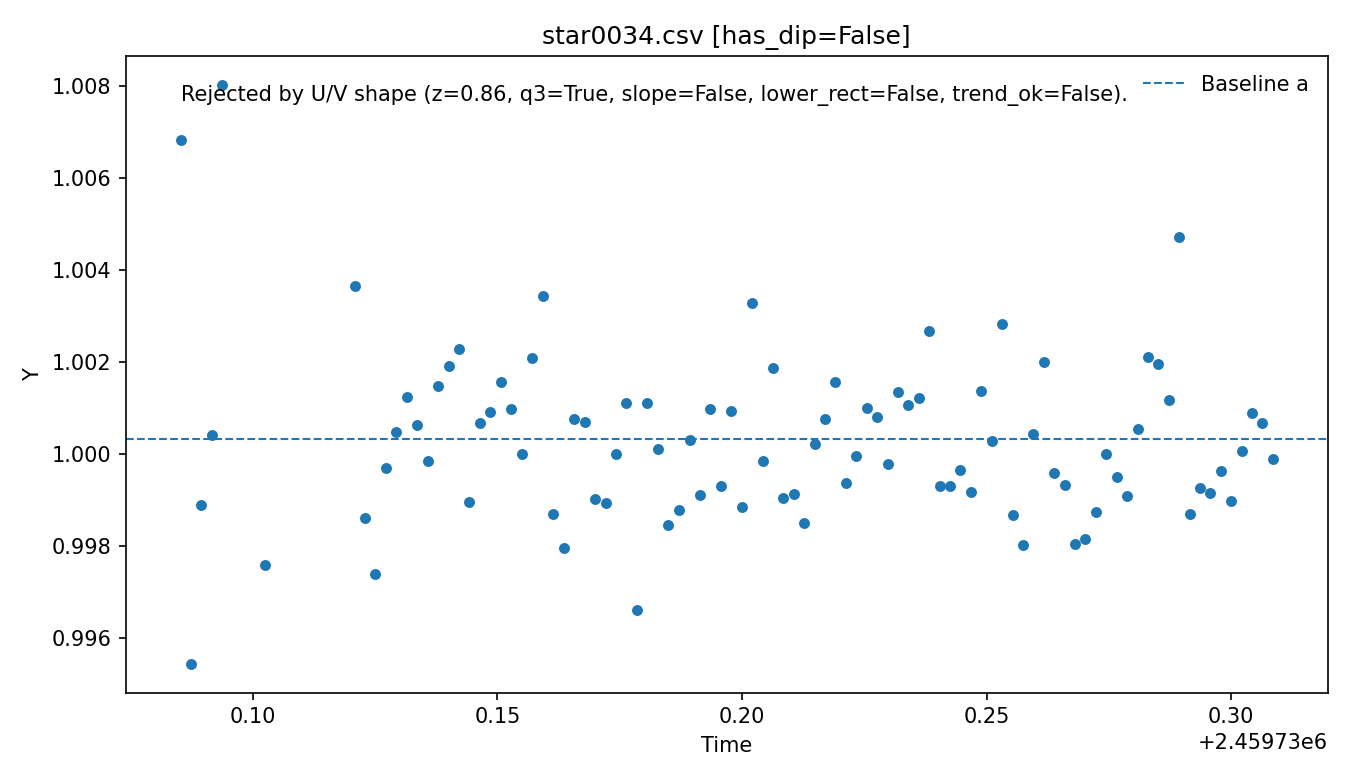 star0034.csv [has_dip=False]
Rejected by U/V shape (z=0.86, q3=True, slope=False, lower_rect=False, trend_ok=False).
Baseline a
1.008
1.006
1.004
1.002
1.000
0.998
0.996
Y
0.10 0.15 0.20 0.25 0.30
Time
+2.45973e6